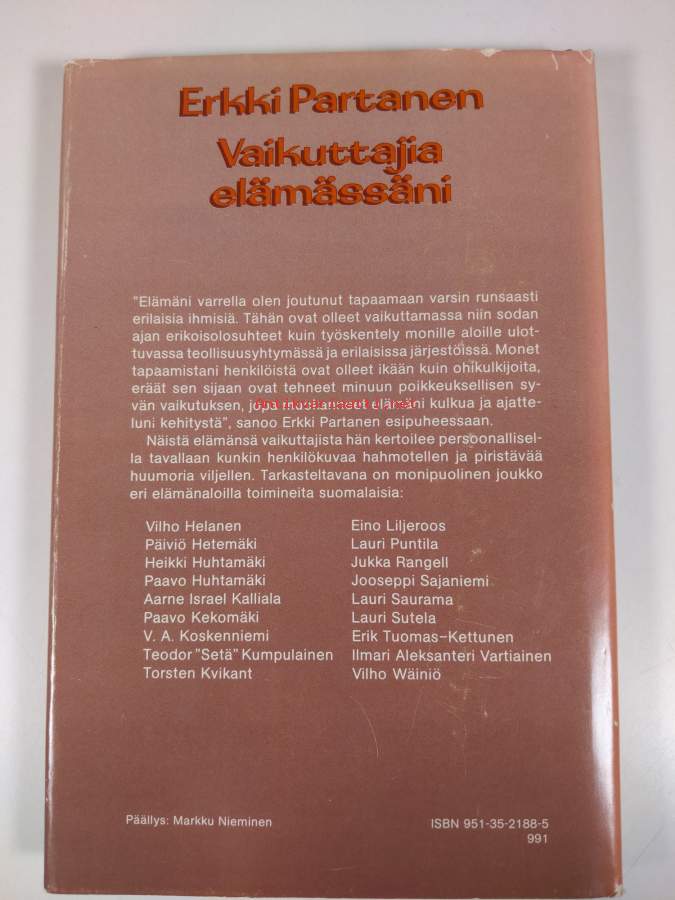 Erkki Partanen
Vaikuttajia
elämässäni
"Elämäni varrella olen joutunut tapaamaan varsin runsaasti
erilaisia ihmisiä. Tähän ovat olleet vaikuttamassa niin sodan
ajan erikoisolosuhteet kuin työskentely monille aloille ulot-
tuvassa teollisuusyhtymässä ja erilaisissa järjestöissä. Monet
tapaamistani henkilöistä ovat olleet ikään kuin ohikulkijoita,
eräät sen sijaan ovat tehneet minuun poikkeuksellisen sy-
vän vaikutuksen, jopa elämäni kulkua ja ajatte-
luni kehitystä", sanoo Erkki Partanen esipuheessaan.
Näistä elämänsä vaikuttajista hän kertoilee persoonallisel-
la tavallaan kunkin henkilökuvaa hahmotellen ja piristävää
huumoria viljellen. Tarkasteltavana on monipuolinen joukko
eri elämänaloilla toimineita suomalaisia:
Vilho Helanen
Päiviö Hetemäki
Heikki Huhtamäki
Paavo Huhtamäki
Aarne Israel Kalliala
Paavo Kekomäki
V. A. Koskenniemi
Teodor "Setä" Kumpulainen
Torsten Kvikant
Eino Liljeroos
Lauri Puntila
Jukka Rangell
Jooseppi Sajaniemi
Lauri Saurama
Lauri Sutela
Erik Tuomas-Kettunen
Ilmari Aleksanteri Vartiainen
Vilho Wäiniö
Päällys: Markku Nieminen
ISBN 951-35-2188-5
991